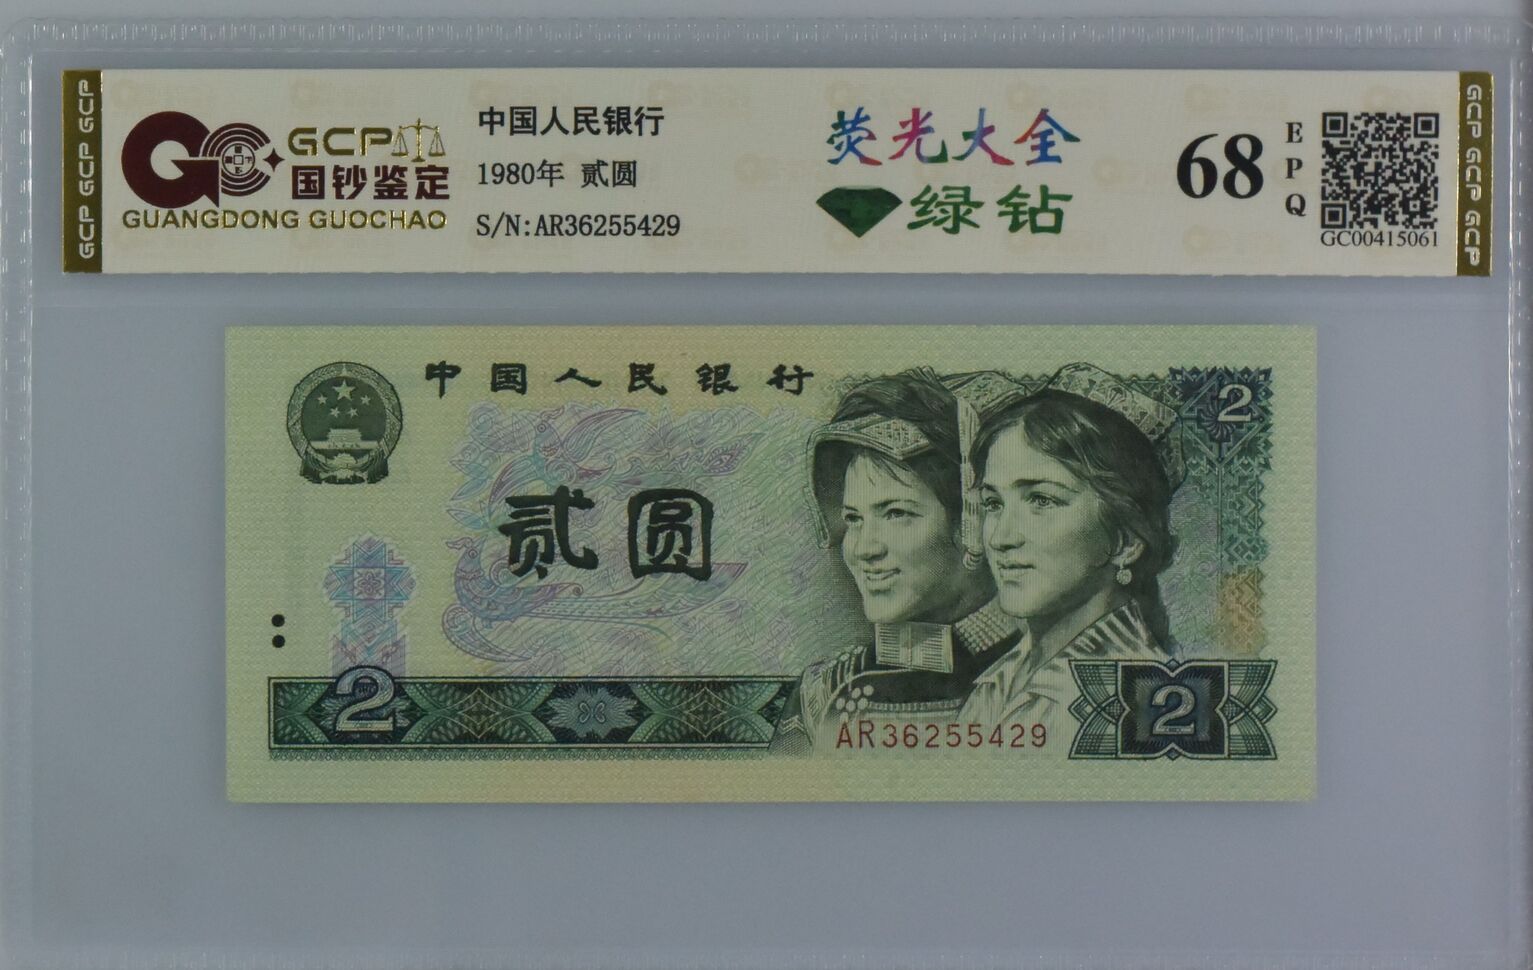 GCP GCP GCP
GCP
国钞鉴定
GUANGDONG GUOCHAO
中国人民银行
1980年 贰圆
S/N:AR36255429
荧光大全
绿钻
68
EPQ
GC00415061
GCP GCP GCP
中国人民银行
2
贰圆
2
AR36255429
2